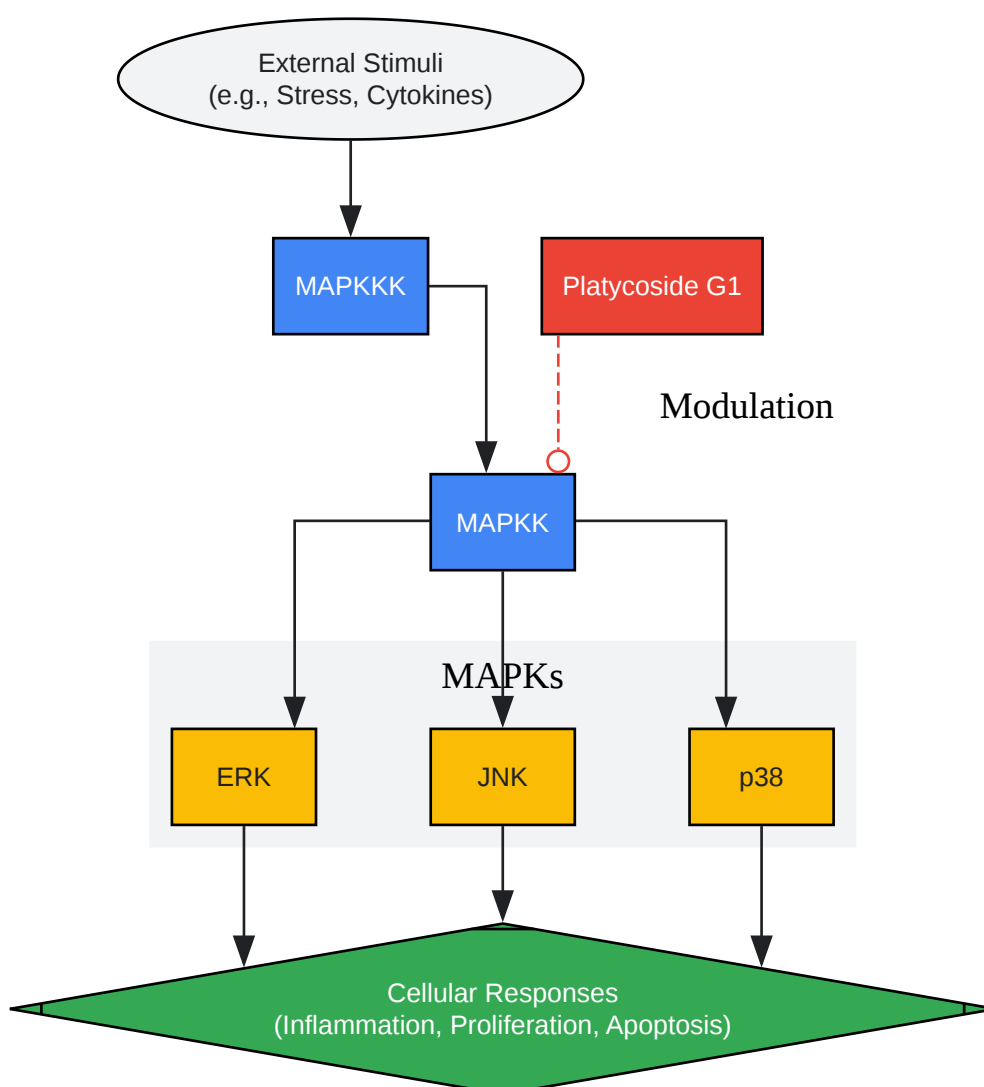 External Stimuli
(e.g., Stress, Cytokines)
MAPKKK
Platycoside G1
Modulation
MAPKK
MAPKs
ERK
JNK
p38
Cellular Responses
(Inflammation, Proliferation, Apoptosis)